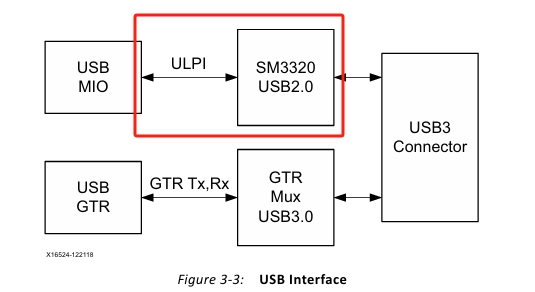 USB
MIO
ULPI
SM3320
USB2.0
USB3
Connector
USB
GTR
GTR Tx,Rx
GTR
Mux
USB3.0
X16524-122118
Figure 3-3: USB Interface